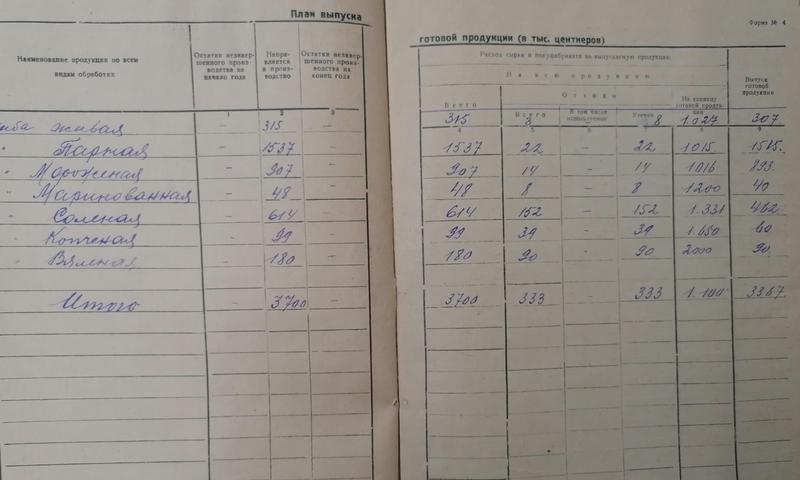 План выпуска готовой продукции (в тыс. центнеров)
Форма № 4
Наименование продукции по всем видам обработки | Остатки незавершенного производства на начало года | Направляется в производство | Остатки незавершенного производства на конец года | Расход сырья и полуфабриката на выпускаемую продукцию | Выпуск готовой продукции
На всю продукцию
Отходы
Всего | Всего | В том числе используемые | Утечка | На единицу готовой продукции
1 | 2 | 3 | 4 | 5 | 6 | 7 | 8 | 9
живая | - | 315 | - | 315 | 8 | - | 8 | 1.027 | 307
" Парная | - | 1537 | - | 1537 | 22 | - | 22 | 1015 | 1515
" Мороженая | - | 907 | - | 907 | 14 | - | 14 | 1016 | 893
" Маринованная | - | 48 | - | 48 | 8 | - | 8 | 1200 | 40
" Соленая | - | 614 | - | 614 | 152 | - | 152 | 1.331 | 462
" Копченая | - | 99 | - | 99 | 39 | - | 39 | 1.650 | 60
" Вяленая | - | 180 | - | 180 | 90 | - | 90 | 2000 | 90
Итого | - | 3700 | - | 3700 | 333 | - | 333 | 1.100 | 3367